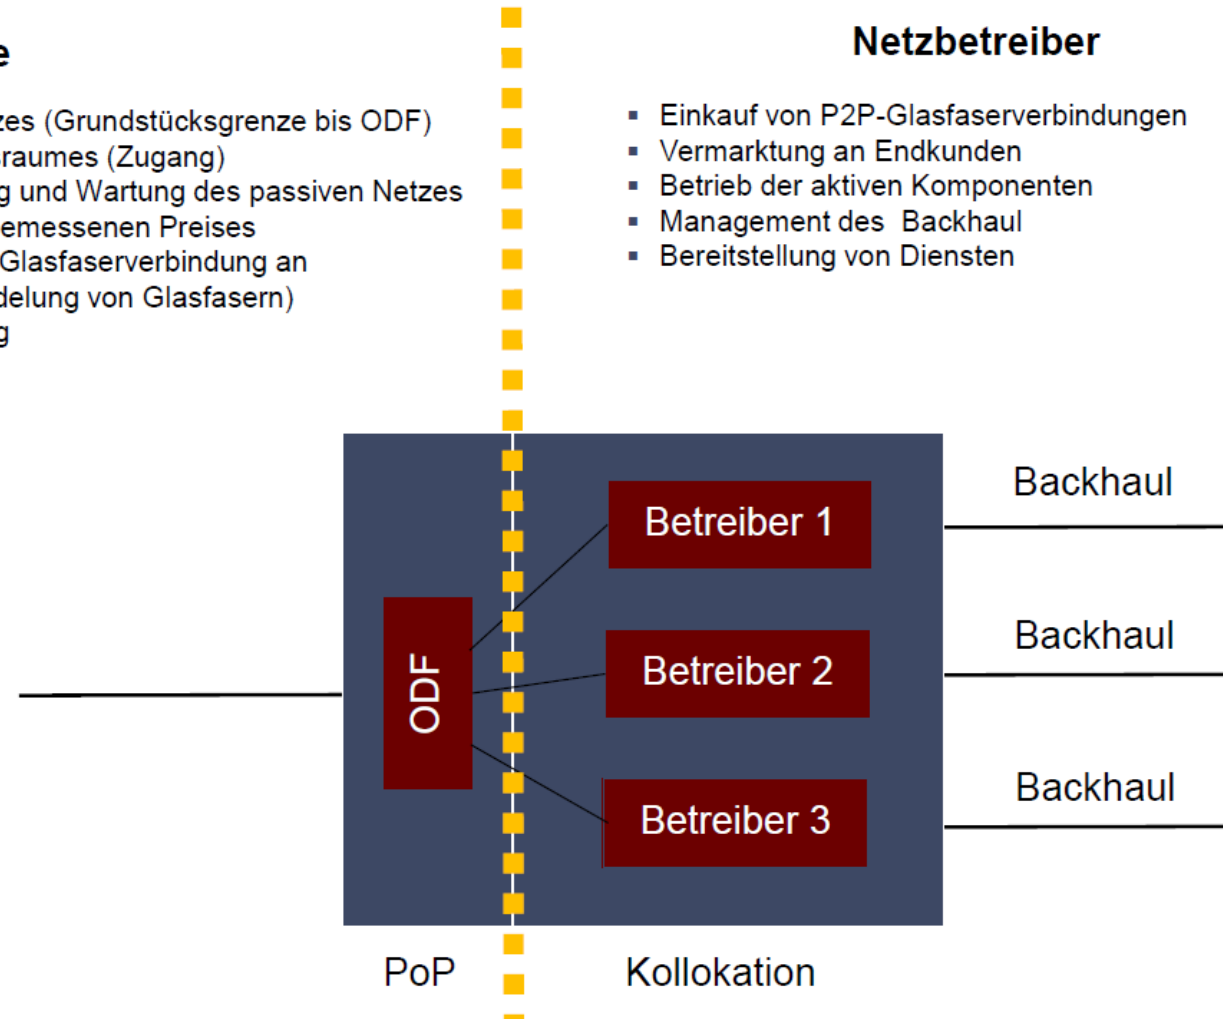 e
zes (Grundstücksgrenze bis ODF)
sraumes (Zugang)
g und Wartung des passiven Netzes
emessenen Preises
Glasfaserverbindung an
delung von Glasfasern)
g
Netzbetreiber
▪ Einkauf von P2P-Glasfaserverbindungen
▪ Vermarktung an Endkunden
▪ Betrieb der aktiven Komponenten
▪ Management des Backhaul
▪ Bereitstellung von Diensten
ODF
Betreiber 1
Betreiber 2
Betreiber 3
Backhaul
Backhaul
Backhaul
PoP
Kollokation